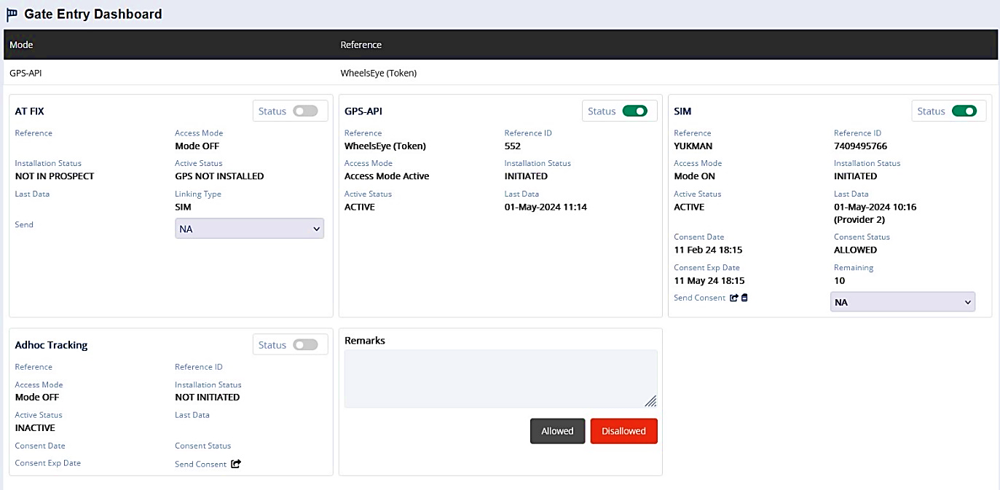 Gate Entry Dashboard
Mode Reference
GPS-API WheelsEye (Token)
AT FIX Status
Reference Access Mode
Mode OFF
Installation Status Active Status
NOT IN PROSPECT GPS NOT INSTALLED
Last Data Linking Type
SIM
Send NA
GPS-API Status
Reference Reference ID
WheelsEye (Token) 552
Access Mode Installation Status
Access Mode Active INITIATED
Active Status Last Data
ACTIVE 01-May-2024 11:14
SIM Status
Reference Reference ID
YUKMAN 7409495766
Access Mode Installation Status
Mode ON INITIATED
Active Status Last Data
ACTIVE 01-May-2024 10:16
(Provider 2)
Consent Date Consent Status
11 Feb 24 18:15 ALLOWED
Consent Exp Date Remaining
11 May 24 18:15 10
Send Consent NA
Adhoc Tracking Status
Reference Reference ID
Access Mode Installation Status
Mode OFF NOT INITIATED
Active Status Last Data
INACTIVE
Consent Date Consent Status
Consent Exp Date Send Consent
Remarks
Allowed Disallowed